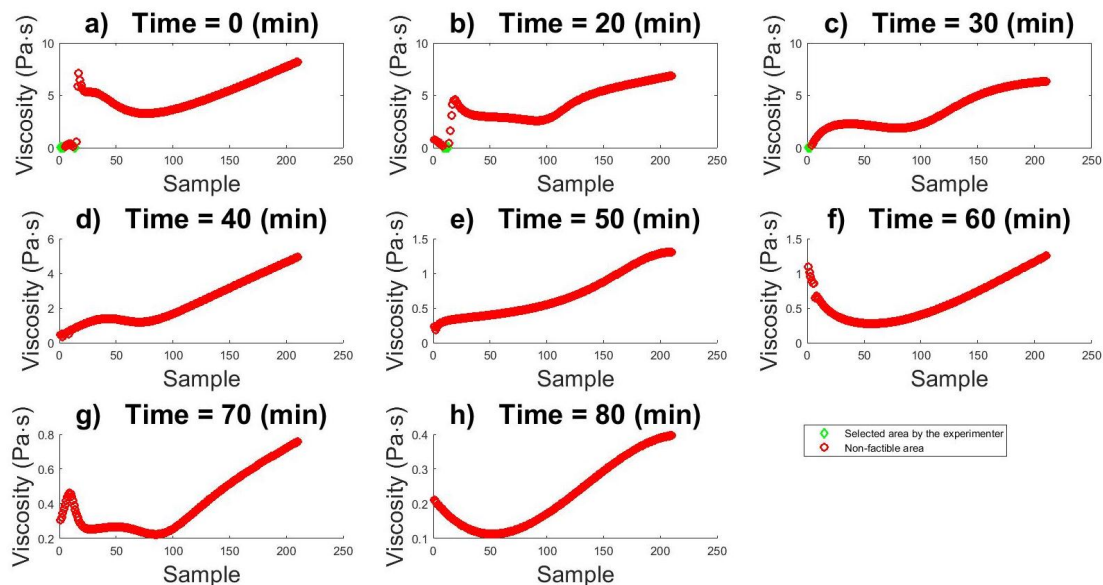 a) Time = 0 (min)
b) Time = 20 (min)
c) Time = 30 (min)
Viscosity (Pa·s)
10
5
0
0 50 100 150 200 250
Sample
Viscosity (Pa·s)
10
5
0
0 50 100 150 200 250
Sample
Viscosity (Pa·s)
10
5
0
0 50 100 150 200 250
Sample
d) Time = 40 (min)
e) Time = 50 (min)
f) Time = 60 (min)
Viscosity (Pa·s)
6
4
2
0
0 50 100 150 200 250
Sample
Viscosity (Pa·s)
1.5
1
0.5
0
0 50 100 150 200 250
Sample
Viscosity (Pa·s)
1.5
1
0.5
0
0 50 100 150 200 250
Sample
g) Time = 70 (min)
h) Time = 80 (min)
Viscosity (Pa·s)
0.8
0.6
0.4
0.2
0 50 100 150 200 250
Sample
Viscosity (Pa·s)
0.4
0.3
0.2
0.1
0 50 100 150 200 250
Sample
Selected area by the experimenter
Non-factible area